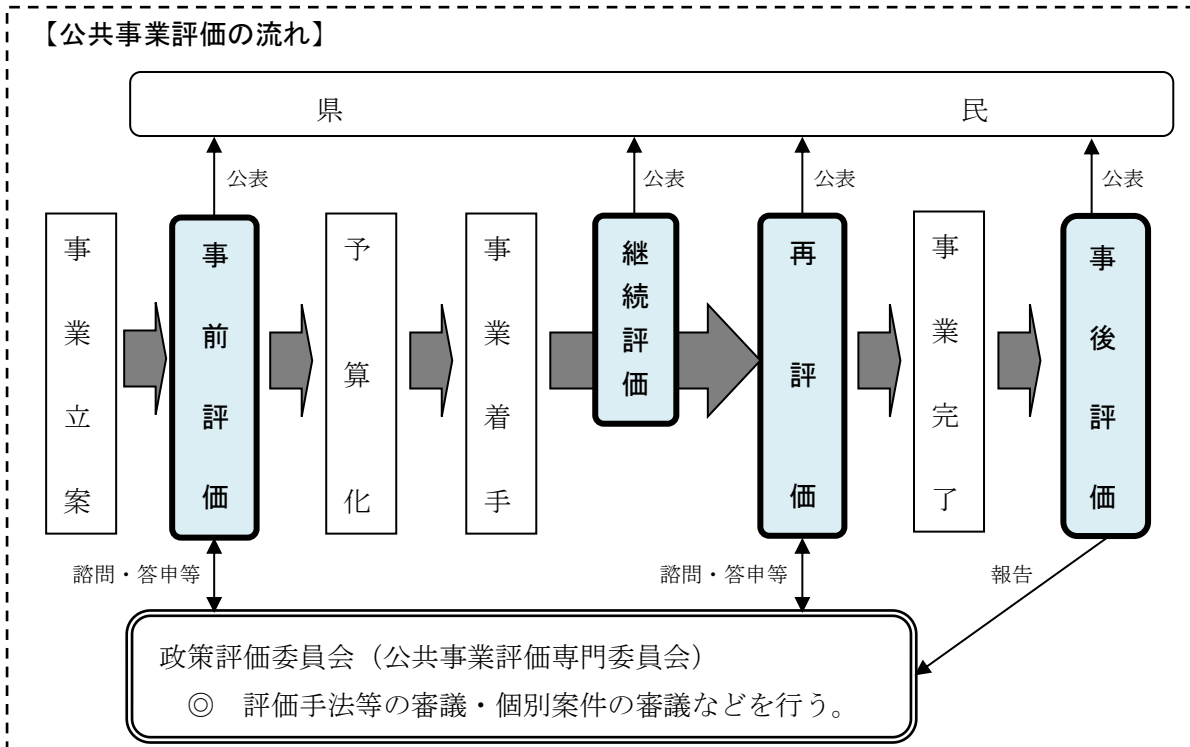 【公共事業評価の流れ】
県 民
公表
公表
公表
公表
事業立案
事前評価
予算化
事業着手
継続評価
再評価
事業完了
事後評価
諮問・答申等
諮問・答申等
報告
政策評価委員会（公共事業評価専門委員会）
◎ 評価手法等の審議・個別案件の審議などを行う。